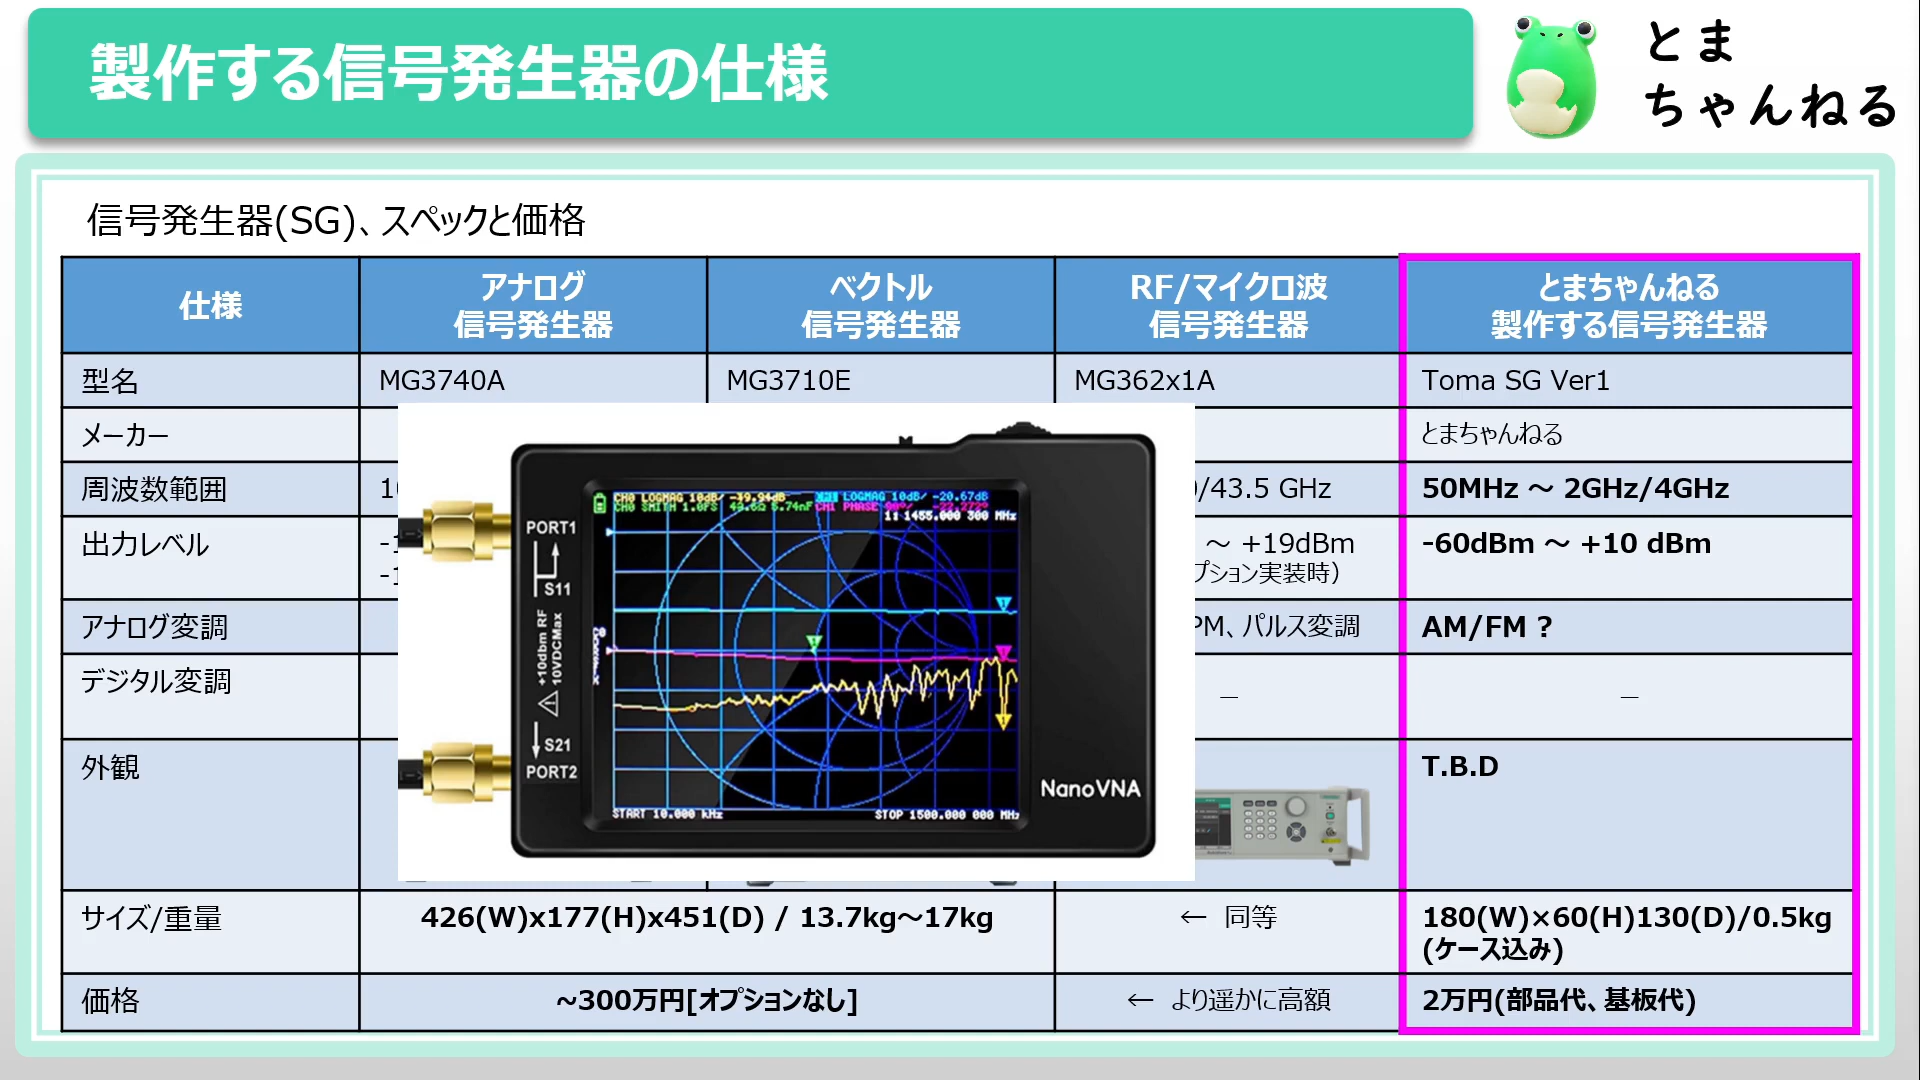 製作する信号発生器の仕様
とま
ちゃんねる
信号発生器(SG)、スペックと価格
仕様
アナログ
信号発生器
ベクトル
信号発生器
RF/マイクロ波
信号発生器
とまちゃんねる
製作する信号発生器
型名
MG3740A
MG3710E
MG362x1A
Toma SG Ver1
メーカー
とまちゃんねる
周波数範囲
/43.5 GHz
50MHz ～ 2GHz/4GHz
出力レベル
～ +19dBm
プション実装時）
-60dBm ～ +10 dBm
アナログ変調
PM、パルス変調
AM/FM ?
デジタル変調
－
－
外観
T.B.D
サイズ/重量
426(W)x177(H)x451(D) / 13.7kg～17kg
← 同等
180(W)×60(H)130(D)/0.5kg
(ケース込み)
価格
~300万円[オプションなし]
← より遥かに高額
2万円(部品代、基板代)
PORT1
S11
+10dbm RF
10VDCMax
S21
PORT2
CH0 LOGMAG 10dB/ -49.94dB
LOGMAG 10dB/ -20.67dB
CH0 SMITH 1.0FS
5.74nF
CH1 PHASE 90°/
1:1455.000 300 MHz
START 10.000 kHz
STOP 1500.000 000 MHz
NanoVNA